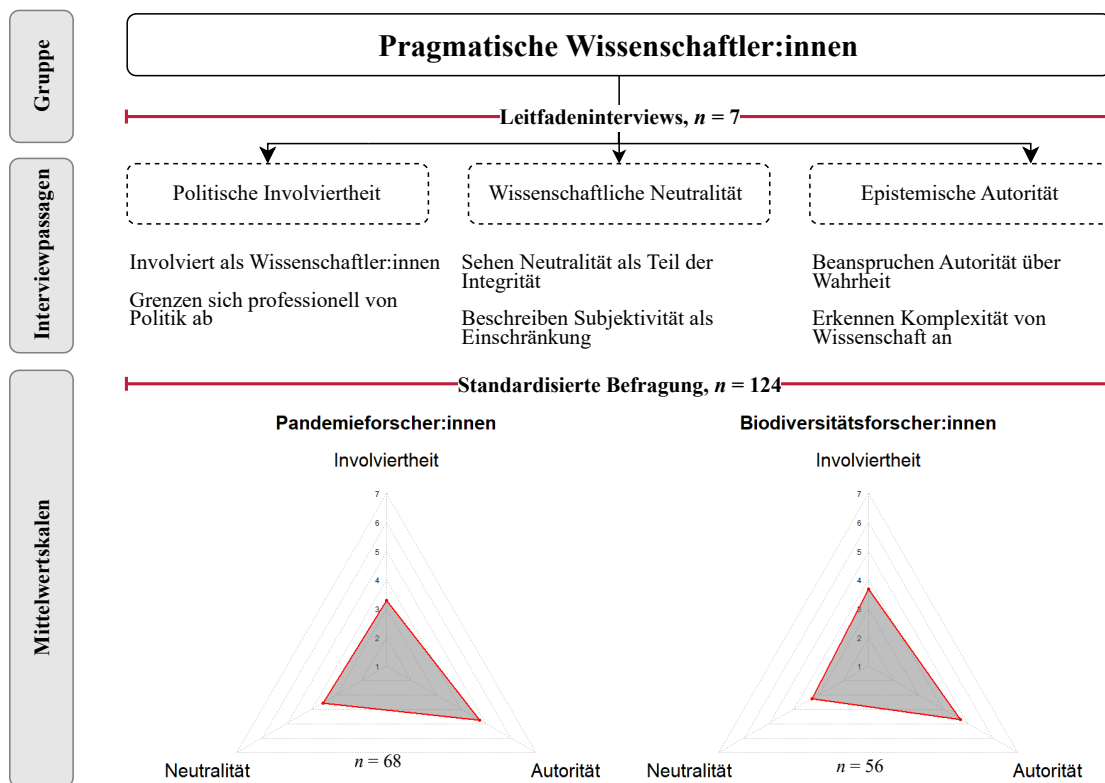 Gruppe
Pragmatische Wissenschaftler:innen
Leitfadeninterviews, n = 7
Interviewpassagen
Politische Involviertheit
Wissenschaftliche Neutralität
Epistemische Autorität
Involviert als Wissenschaftler:innen
Grenzen sich professionell von
Politik ab
Sehen Neutralität als Teil der
Integrität
Beschreiben Subjektivität als
Einschränkung
Beanspruchen Autorität über
Wahrheit
Erkennen Komplexität von
Wissenschaft an
Mittelwertskalen
Standardisierte Befragung, n = 124
Pandemieforscher:innen
Involviertheit
7
6
5
4
3
2
1
Neutralität
n = 68
Autorität
Biodiversitätsforscher:innen
Involviertheit
7
6
5
4
3
2
1
Neutralität
n = 56
Autorität